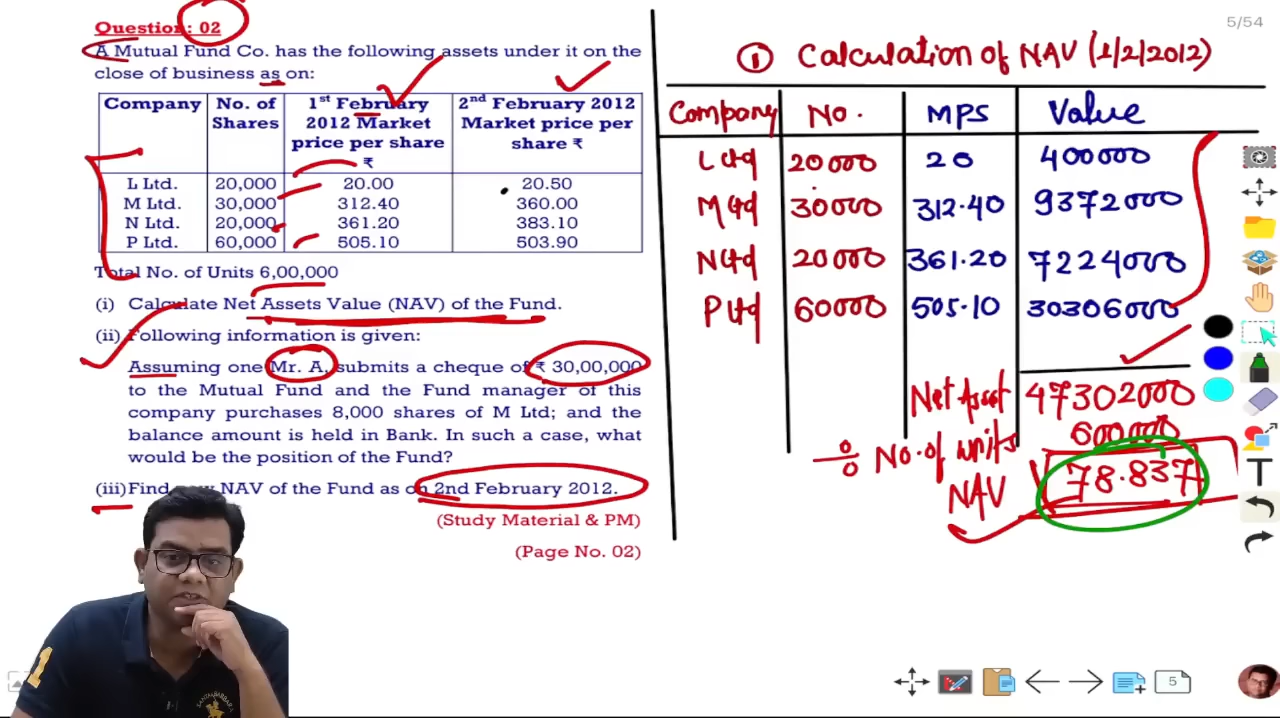 5/54
Question: 02
A Mutual Fund Co. has the following assets under it on the
close of business as on:
Company No. of Shares 1st February 2012 Market price per share ₹ 2nd February 2012 Market price per share ₹
L Ltd. 20,000 20.00 20.50
M Ltd. 30,000 312.40 360.00
N Ltd. 20,000 361.20 383.10
P Ltd. 60,000 505.10 503.90
Total No. of Units 6,00,000
(i) Calculate Net Assets Value (NAV) of the Fund.
(ii) Following information is given:
Assuming one Mr. A, submits a cheque of ₹ 30,00,000
to the Mutual Fund and the Fund manager of this
company purchases 8,000 shares of M Ltd; and the
balance amount is held in Bank. In such a case, what
would be the position of the Fund?
(iii) Find new NAV of the Fund as on 2nd February 2012.
(Study Material & PM)
(Page No. 02)
① Calculation of NAV (1/2/2012)
Company No. MPS Value
L Ltd 20000 20 400000
M Ltd 30000 312.40 9372000
N Ltd 20000 361.20 7224000
P Ltd 60000 505.10 30306000
Net Asset 47302000
÷ No. of units 600000
NAV 78.837
T
5
1